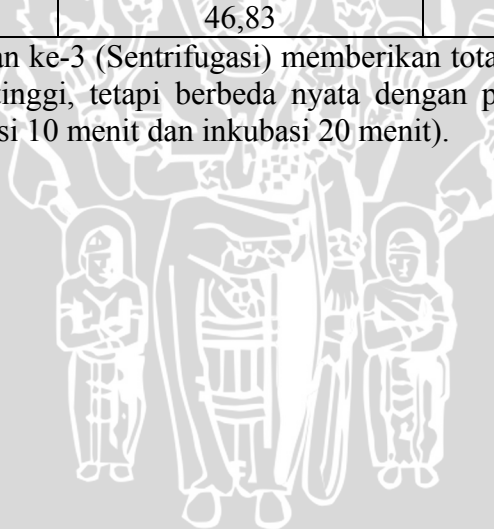 46,83
an ke-3 (Sentrifugasi) memberikan tota
tinggi, tetapi berbeda nyata dengan p
si 10 menit dan inkubasi 20 menit).